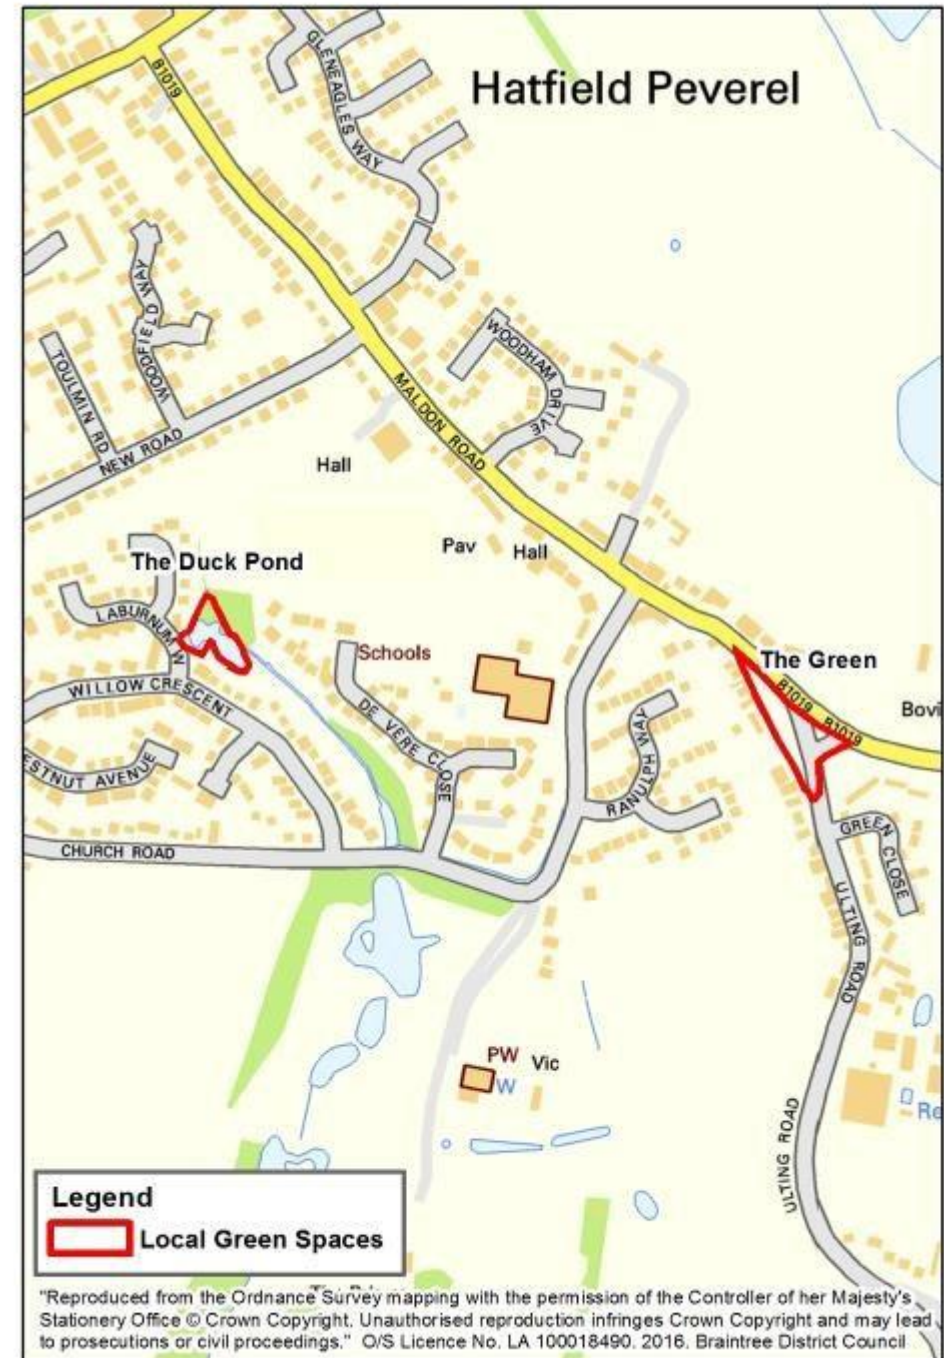 Hatfield Peverel
B1019
GLENEAGLES WAY
WOODFIELD WAY
TOULMIN RD
NEW ROAD
WOODHAM DRIVE
MALDON ROAD
Hall
Pav
Hall
The Duck Pond
LABURNUM W
Schools
The Green
WILLOW CRESCENT
B1019
B1019
Bovi
DE VERE CLOSE
ESTNUT AVENUE
RANULPH WAY
CHURCH ROAD
GREEN CLOSE
ULTING ROAD
PW
Vic
W
Re
ULTING ROAD
Legend
Local Green Spaces
"Reproduced from the Ordnance Survey mapping with the permission of the Controller of her Majesty's
Stationery Office © Crown Copyright. Unauthorised reproduction infringes Crown Copyright and may lead
to prosecutions or civil proceedings." O/S Licence No. LA 100018490. 2016. Braintree District Council